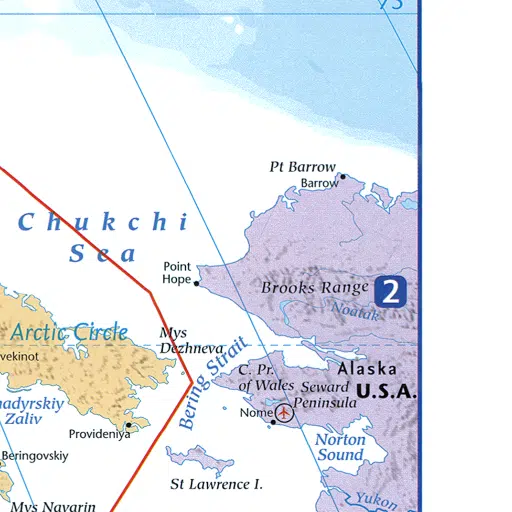 75
Pt Barrow
Barrow
Chukchi
Sea
Point
Hope
Brooks Range
2
Noatak
Arctic Circle
Mys
Dezhneva
vekinot
Bering Strait
C. Pr.
of Wales
Alaska
Seward
Peninsula
U.S.A.
nadyrskiy
Zaliv
Nome
Provideniya
Norton
Sound
Beringovskiy
St Lawrence I.
Yukon
Mys Navarin